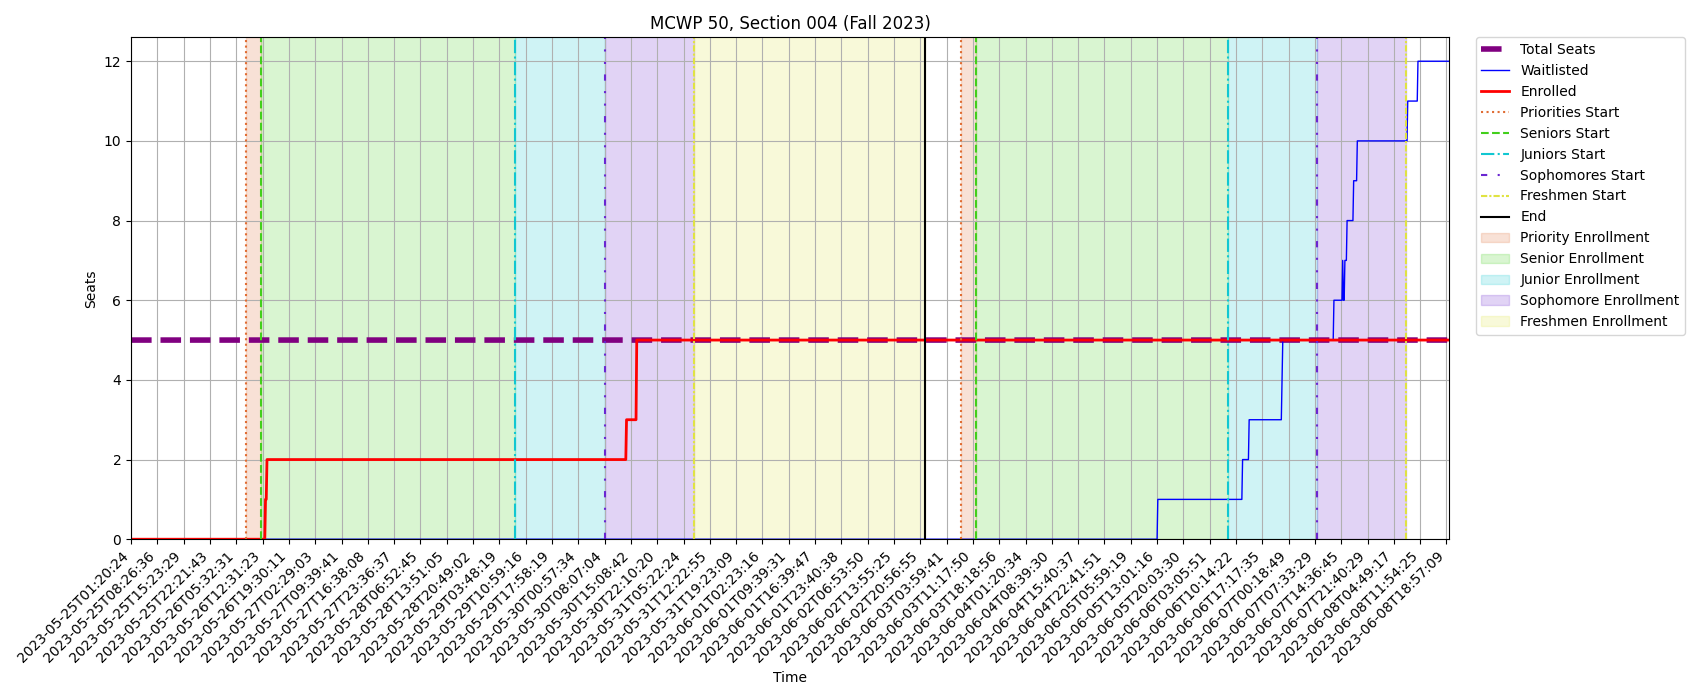 MCWP 50, Section 004 (Fall 2023)
Seats
12
10
8
6
4
2
0
Total Seats
Waitlisted
Enrolled
Priorities Start
Seniors Start
Juniors Start
Sophomores Start
Freshmen Start
End
Priority Enrollment
Senior Enrollment
Junior Enrollment
Sophomore Enrollment
Freshmen Enrollment
2023-05-25T01:20:24
2023-05-25T08:26:36
2023-05-25T15:23:29
2023-05-25T22:21:43
2023-05-26T05:32:31
2023-05-26T12:31:23
2023-05-26T19:30:11
2023-05-27T02:29:03
2023-05-27T09:39:41
2023-05-27T16:38:08
2023-05-27T23:36:37
2023-05-28T06:52:45
2023-05-28T13:51:05
2023-05-28T20:49:02
2023-05-29T03:48:19
2023-05-29T10:59:16
2023-05-29T17:58:19
2023-05-30T00:57:34
2023-05-30T08:07:04
2023-05-30T15:08:42
2023-05-30T22:10:20
2023-05-31T05:22:24
2023-05-31T12:22:55
2023-05-31T19:23:09
2023-06-01T02:23:16
2023-06-01T09:39:31
2023-06-01T16:39:47
2023-06-01T23:40:38
2023-06-02T06:53:50
2023-06-02T13:55:25
2023-06-02T20:56:55
2023-06-03T03:59:41
2023-06-03T11:17:50
2023-06-03T18:18:56
2023-06-04T01:20:34
2023-06-04T08:39:30
2023-06-04T15:40:37
2023-06-04T22:41:51
2023-06-05T05:59:19
2023-06-05T13:01:16
2023-06-05T20:03:30
2023-06-06T03:05:51
2023-06-06T10:14:22
2023-06-06T17:17:35
2023-06-07T00:18:49
2023-06-07T07:33:29
2023-06-07T14:36:45
2023-06-07T21:40:29
2023-06-08T04:49:17
2023-06-08T11:54:25
2023-06-08T18:57:09
Time